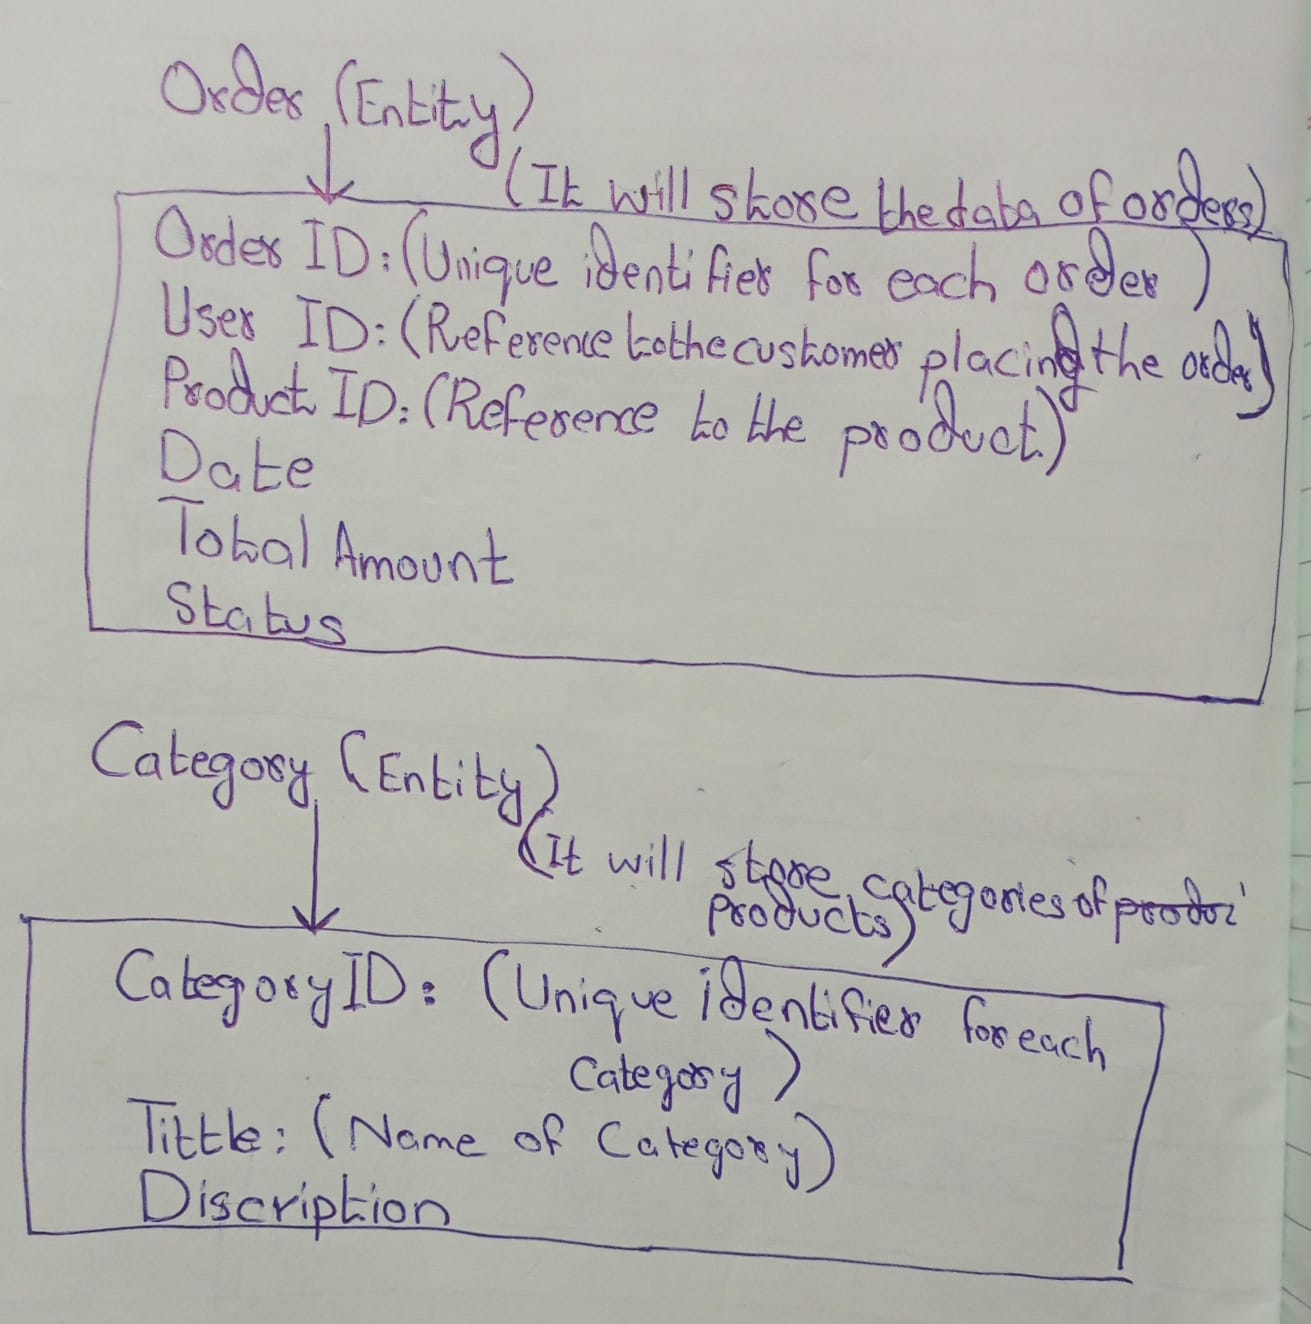 Order (Entity)
(It will store the data of orders)
Order ID: (Unique identifier for each order)
User ID: (Reference to the customer placing the order)
Product ID: (Reference to the product)
Date
Total Amount
Status
Category (Entity)
(It will store categories of
products)
Category ID: (Unique identifier for each
Category)
Tittle: (Name of Category)
Discription